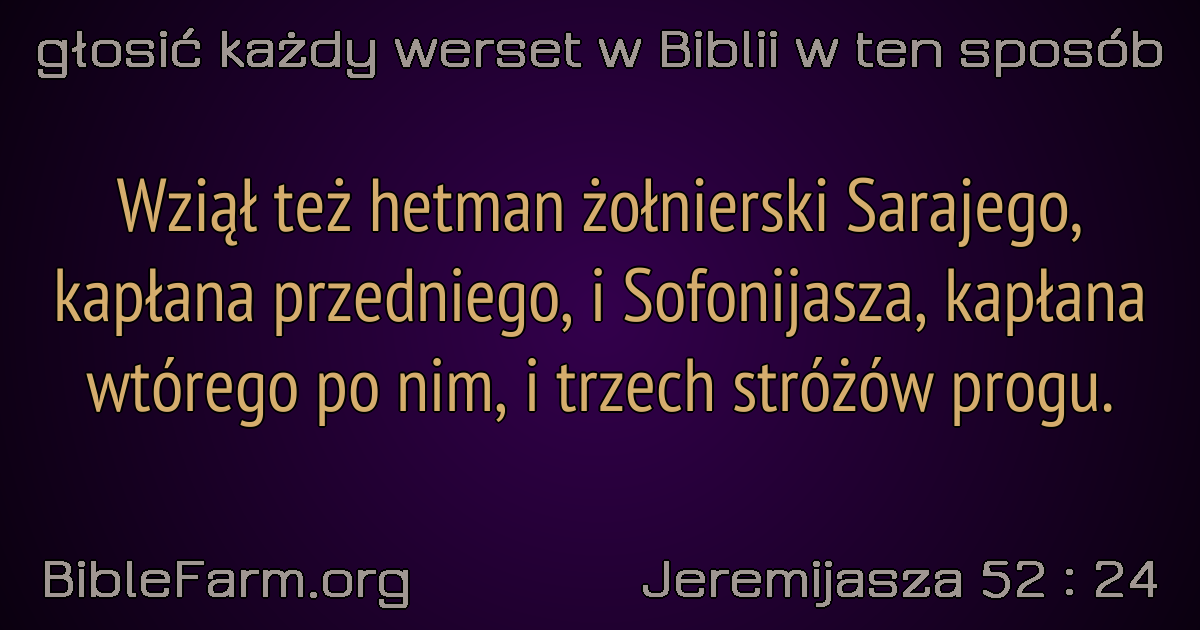 głosić każdy werset w Biblii w ten sposób
Wziął też hetman żołnierski Sarajego,
kapłana przedniego, i Sofonijasza, kapłana
wtórego po nim, i trzech stróżów progu.
BibleFarm.org
Jeremijasza 52 : 24